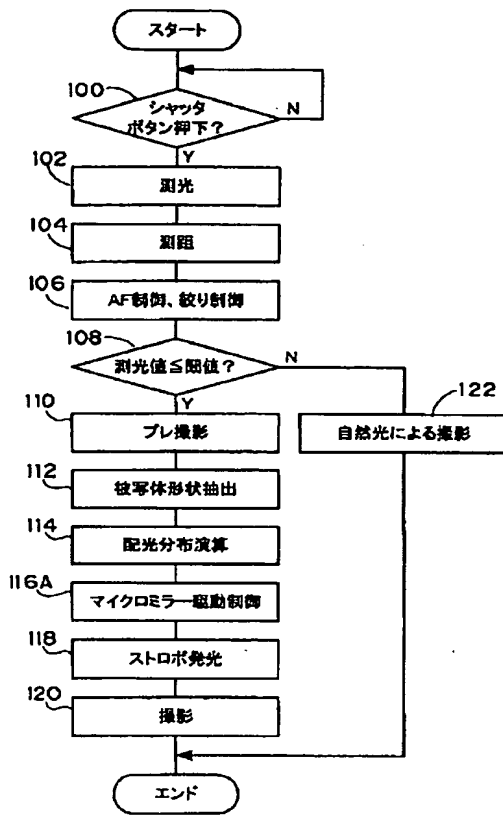 スタート
100
シャッタ
ボタン押下?
N
Y
102
測光
104
測距
106
AF制御、絞り制御
108
測光値≦閾値?
N
Y
110
プレ撮影
122
自然光による撮影
112
被写体形状抽出
114
配光分布演算
116A
マイクロミラー駆動制御
118
ストロボ発光
120
撮影
エンド